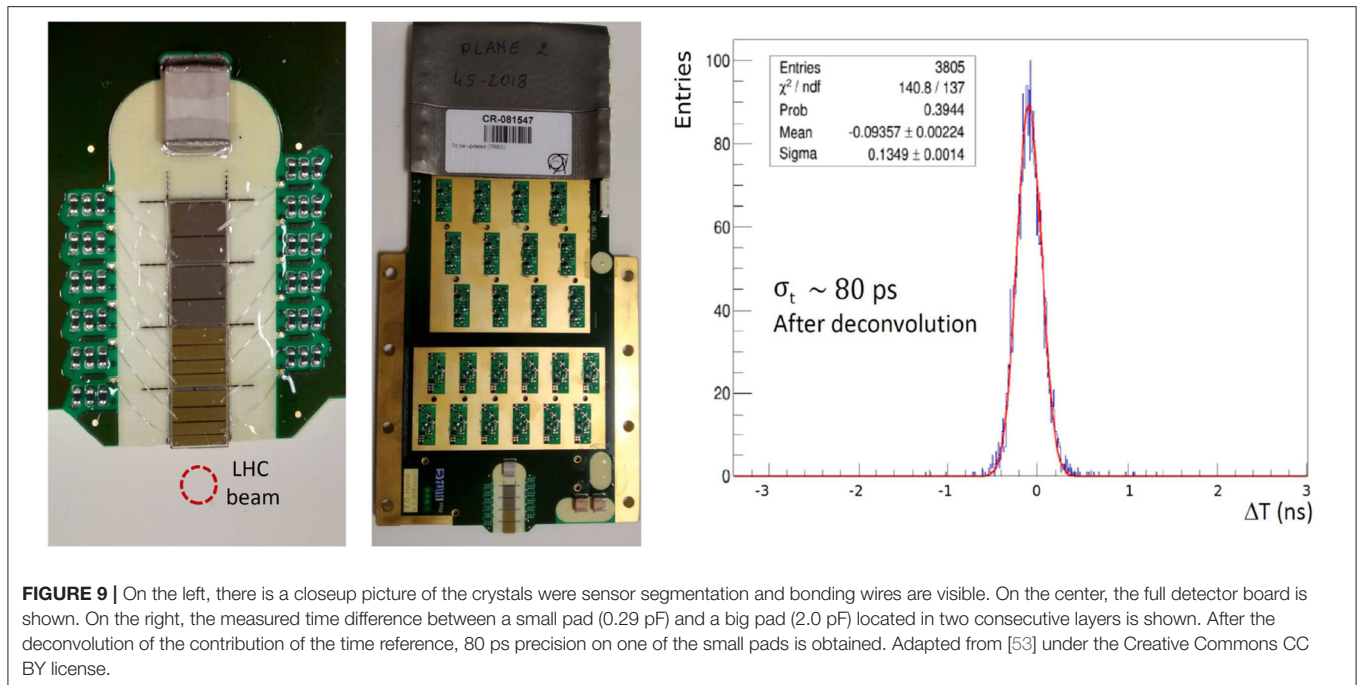 LHC
beam
PLANE 2
45-2018
CR-081547
To be updated (TREC)
Entries
Entries 3805
χ² / ndf 140.8 / 137
Prob 0.3944
Mean -0.09357 ± 0.00224
Sigma 0.1349 ± 0.0014
100
80
60
40
20
0
σt ~ 80 ps
After deconvolution
-3 -2 -1 0 1 2 3
ΔT (ns)
FIGURE 9 | On the left, there is a closeup picture of the crystals were sensor segmentation and bonding wires are visible. On the center, the full detector board is
shown. On the right, the measured time difference between a small pad (0.29 pF) and a big pad (2.0 pF) located in two consecutive layers is shown. After the
deconvolution of the contribution of the time reference, 80 ps precision on one of the small pads is obtained. Adapted from [53] under the Creative Commons CC
BY license.